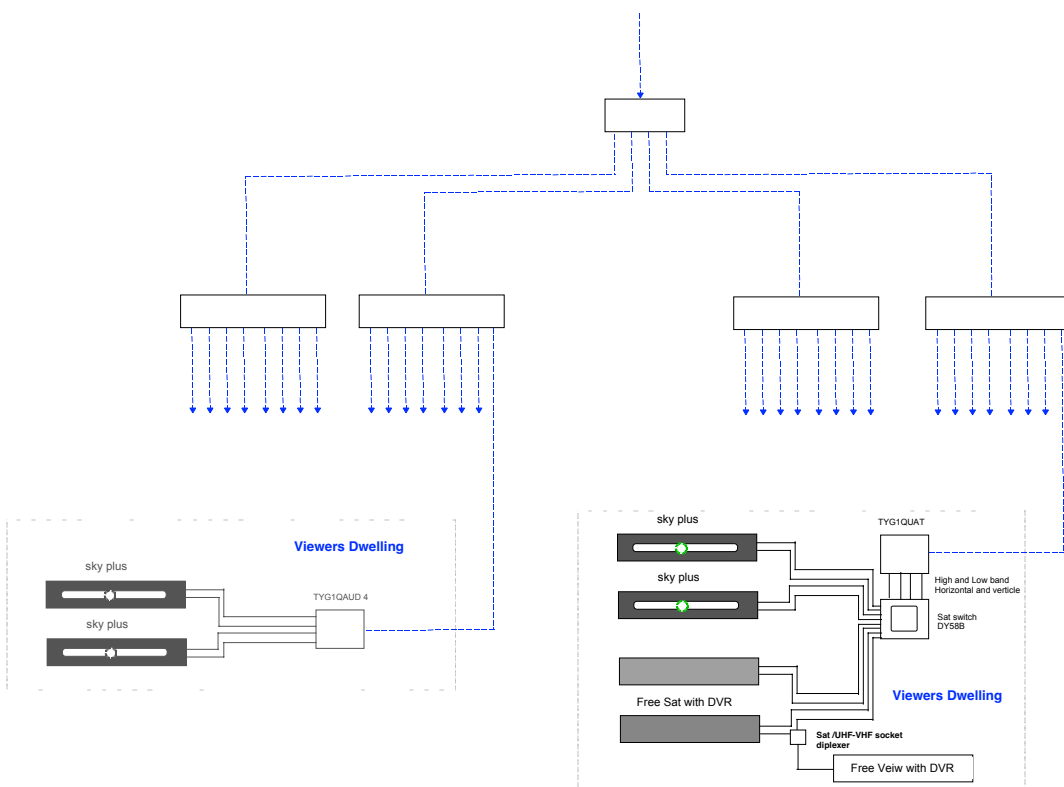 Viewers Dwelling
sky plus
TYG1QAUD 4
sky plus
sky plus
TYG1QUAT
sky plus
High and Low band
Horizontal and verticle
Sat switch
DY58B
Viewers Dwelling
Free Sat with DVR
Sat /UHF-VHF socket
diplexer
Free Veiw with DVR